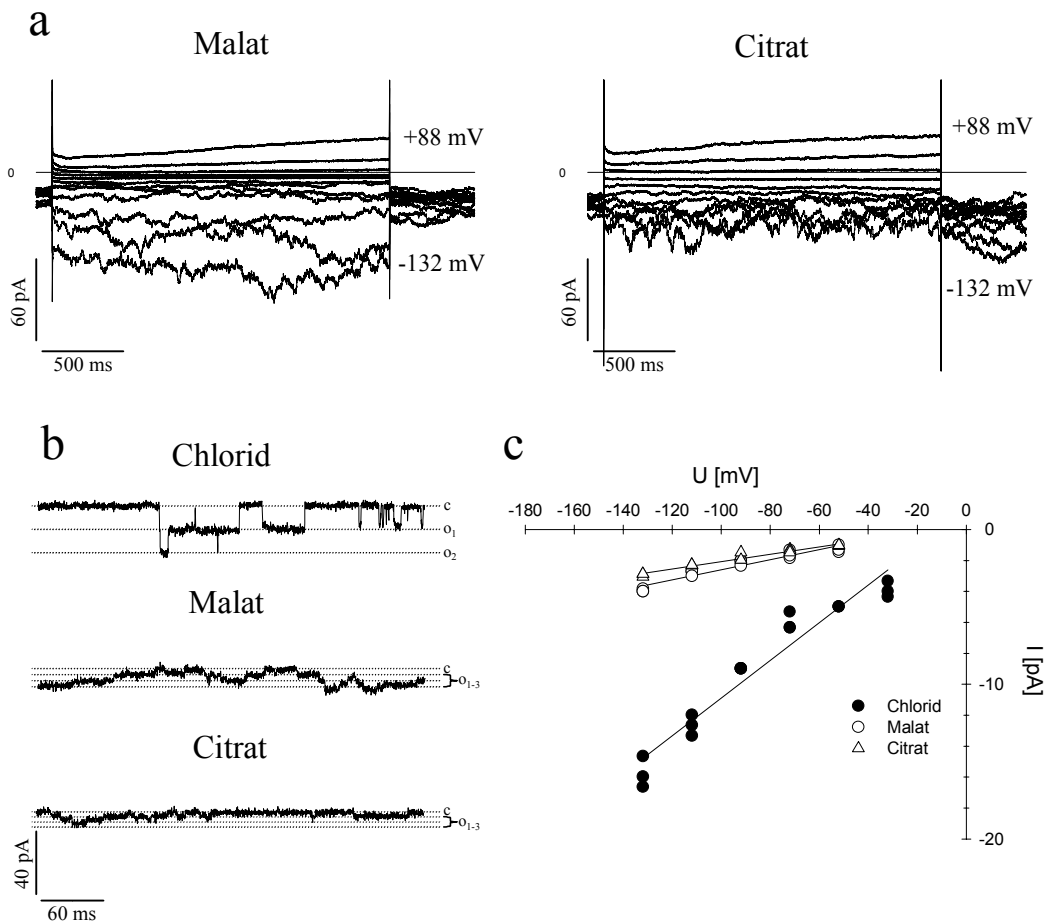 a
Malat
Citrat
+88 mV
+88 mV
0
0
-132 mV
-132 mV
60 pA
60 pA
500 ms
500 ms
b
Chlorid
c
o1
o2
Malat
c
o1-3
Citrat
c
o1-3
40 pA
60 ms
c
U [mV]
-180 -160 -140 -120 -100 -80 -60 -40 -20 0
0
-10
-20
I [pA]
Chlorid
Malat
Citrat